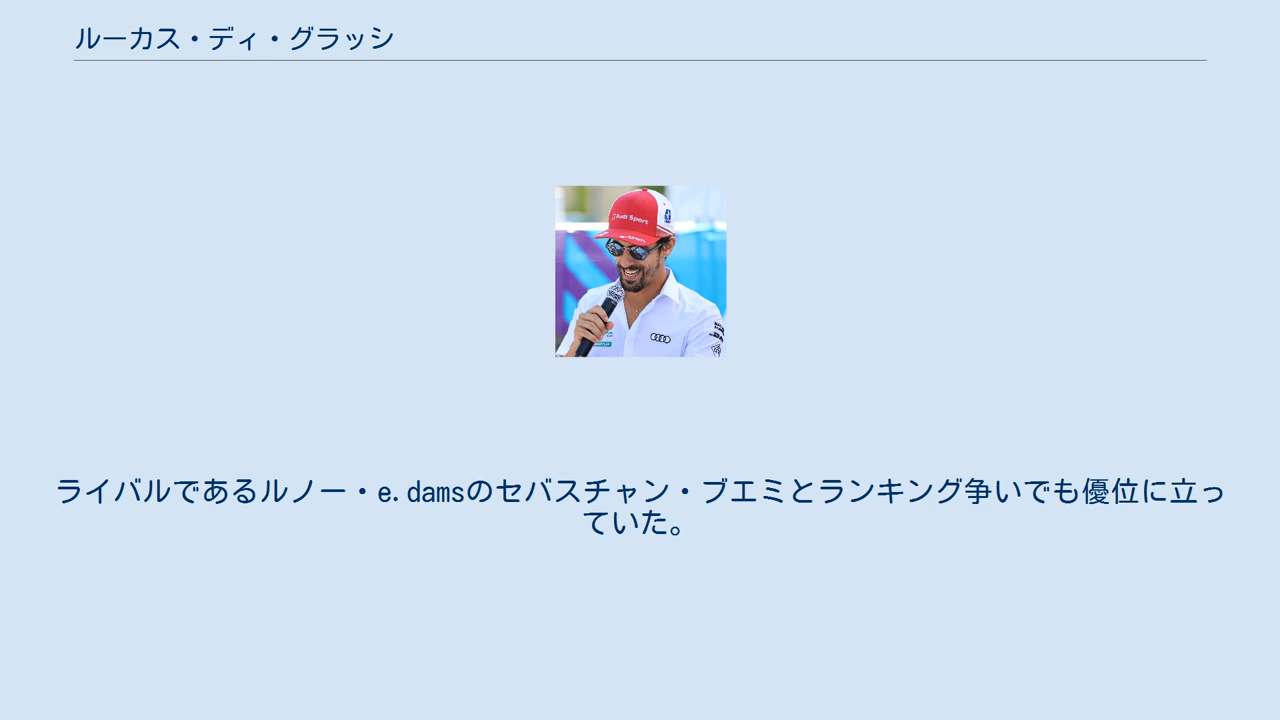 ルーカス・ディ・グラッシ
Audi Sport
ライバルであるルノー・e.damsのセバスチャン・ブエミとランキング争いでも優位に立っ
ていた。